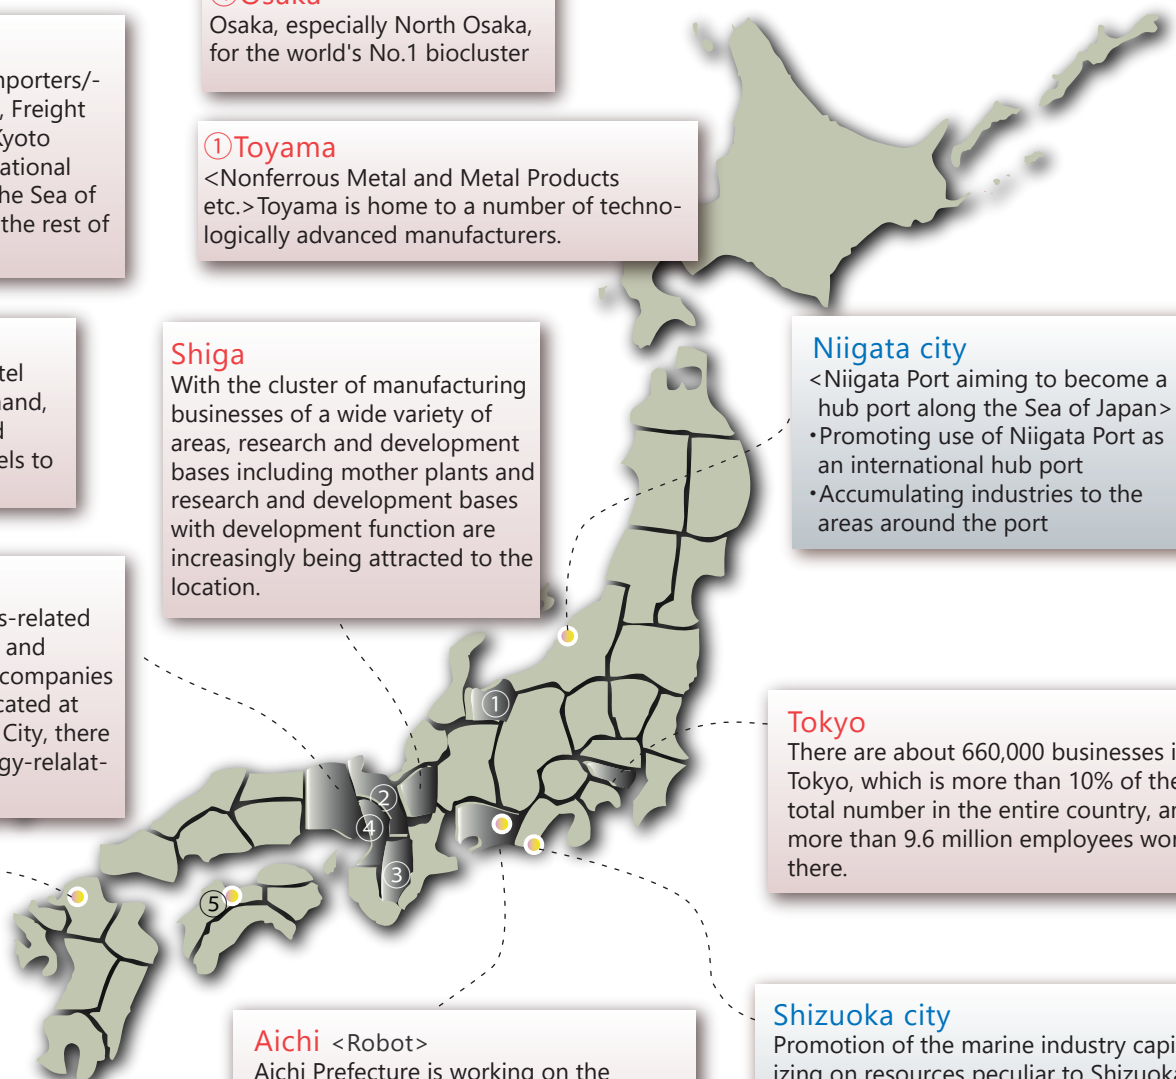 ④Osaka
Osaka, especially North Osaka,
for the world's No.1 biocluster
, Freight
Kyoto
the Sea of
the rest of
①Toyama
<Nonferrous Metal and Metal Products
etc.>Toyama is home to a number of techno-
logically advanced manufacturers.
els to
Shiga
With the cluster of manufacturing
businesses of a wide variety of
areas, research and development
bases including mother plants and
research and development bases
with development function are
increasingly being attracted to the
location.
Niigata city
<Niigata Port aiming to become a
hub port along the Sea of Japan>
・Promoting use of Niigata Port as
an international hub port
・Accumulating industries to the
areas around the port
s-related
and
companies
cated at
City, there
gy-relalat-
Tokyo
There are about 660,000 businesses i
Tokyo, which is more than 10% of the
total number in the entire country, an
more than 9.6 million employees wor
there.
Aichi <Robot>
Aichi Prefecture is working on the
Shizuoka city
Promotion of the marine industry capi
izing on resources peculiar to Shizuoka
①
②
④
③
⑤